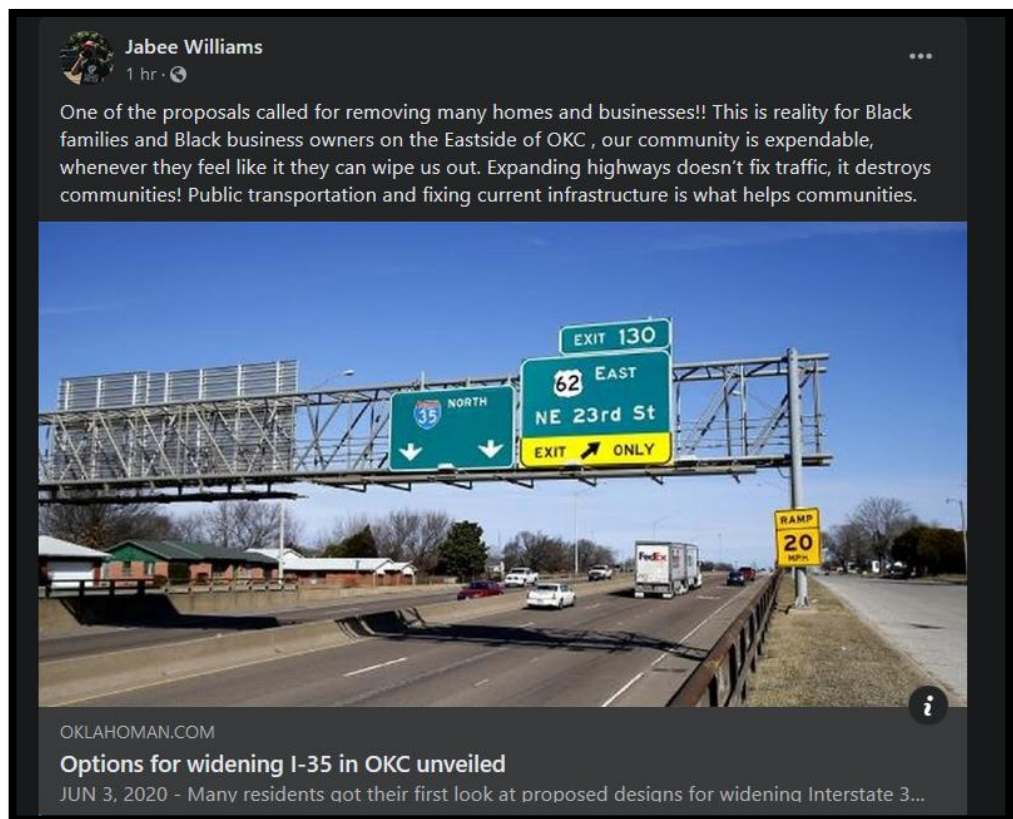 Jabee Williams
1 hr ·
One of the proposals called for removing many homes and businesses!! This is reality for Black
families and Black business owners on the Eastside of OKC , our community is expendable,
whenever they feel like it they can wipe us out. Expanding highways doesn’t fix traffic, it destroys
communities! Public transportation and fixing current infrastructure is what helps communities.
EXIT 130
62 EAST
NE 23rd St
EXIT ONLY
35 NORTH
RAMP
20
MPH
FedEx
i
OKLAHOMAN.COM
Options for widening I-35 in OKC unveiled
JUN 3, 2020 - Many residents got their first look at proposed designs for widening Interstate 3...